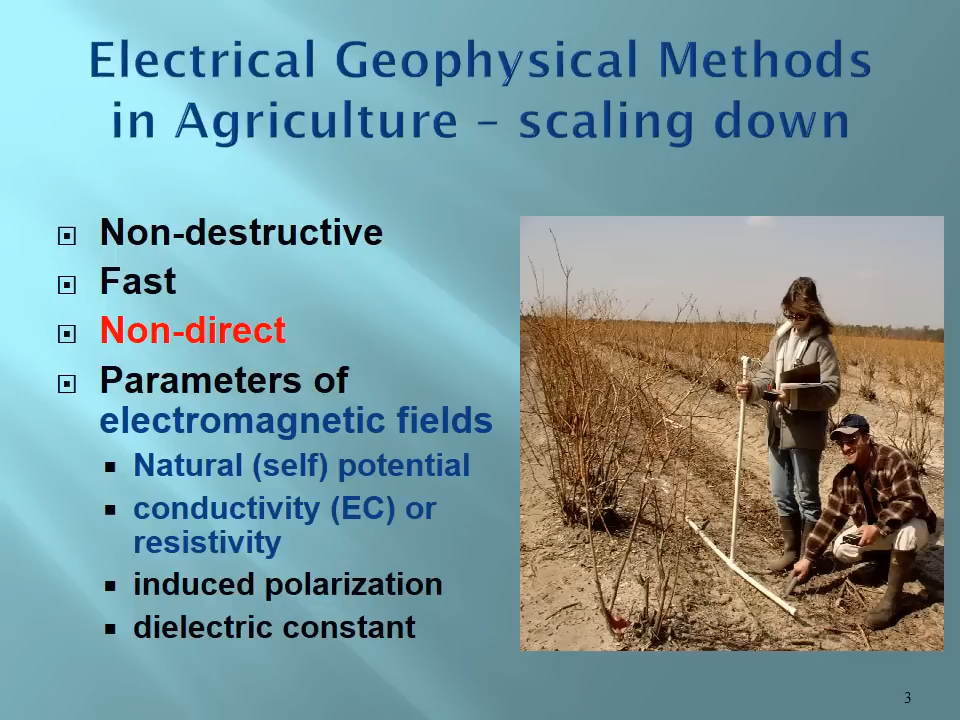 Electrical Geophysical Methods
in Agriculture – scaling down
Non-destructive
Fast
Non-direct
Parameters of
electromagnetic fields
Natural (self) potential
conductivity (EC) or
resistivity
induced polarization
dielectric constant
3